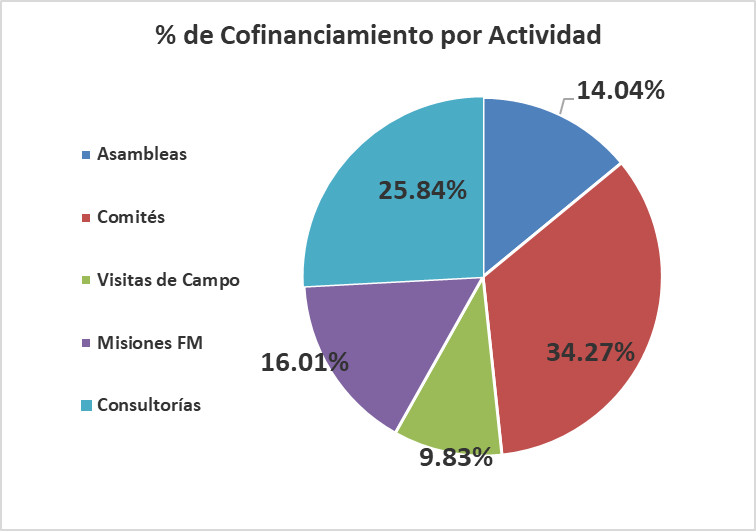 % de Cofinanciamiento por Actividad
14.04%
Asambleas
25.84%
Comités
Visitas de Campo
Misiones FM
34.27%
16.01%
Consultorías
9.83%